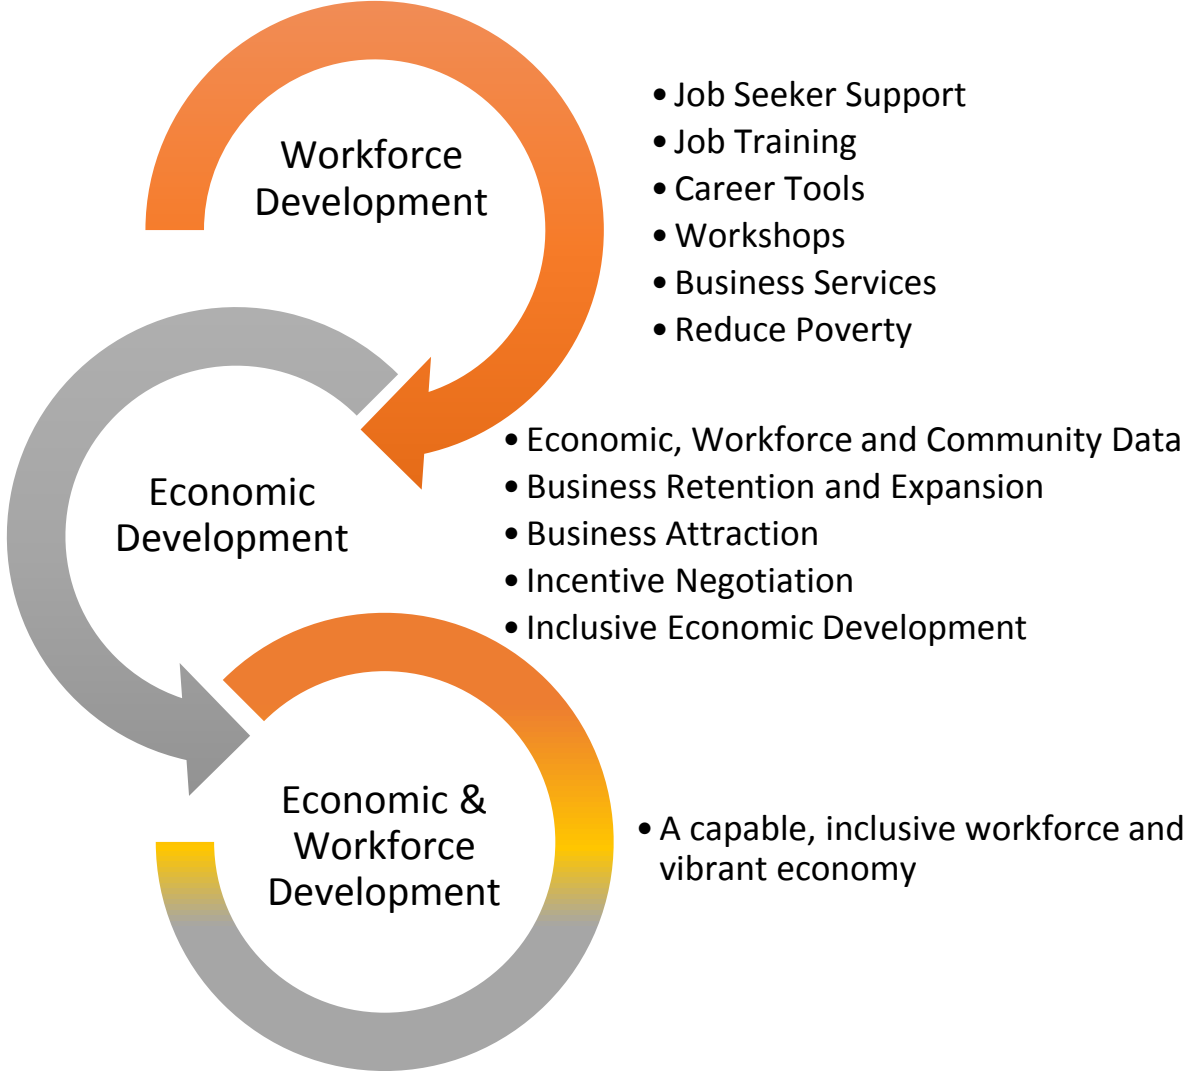 Workforce
Development
• Job Seeker Support
• Job Training
• Career Tools
• Workshops
• Business Services
• Reduce Poverty
Economic
Development
• Economic, Workforce and Community Data
• Business Retention and Expansion
• Business Attraction
• Incentive Negotiation
• Inclusive Economic Development
Economic &
Workforce
Development
• A capable, inclusive workforce and
vibrant economy